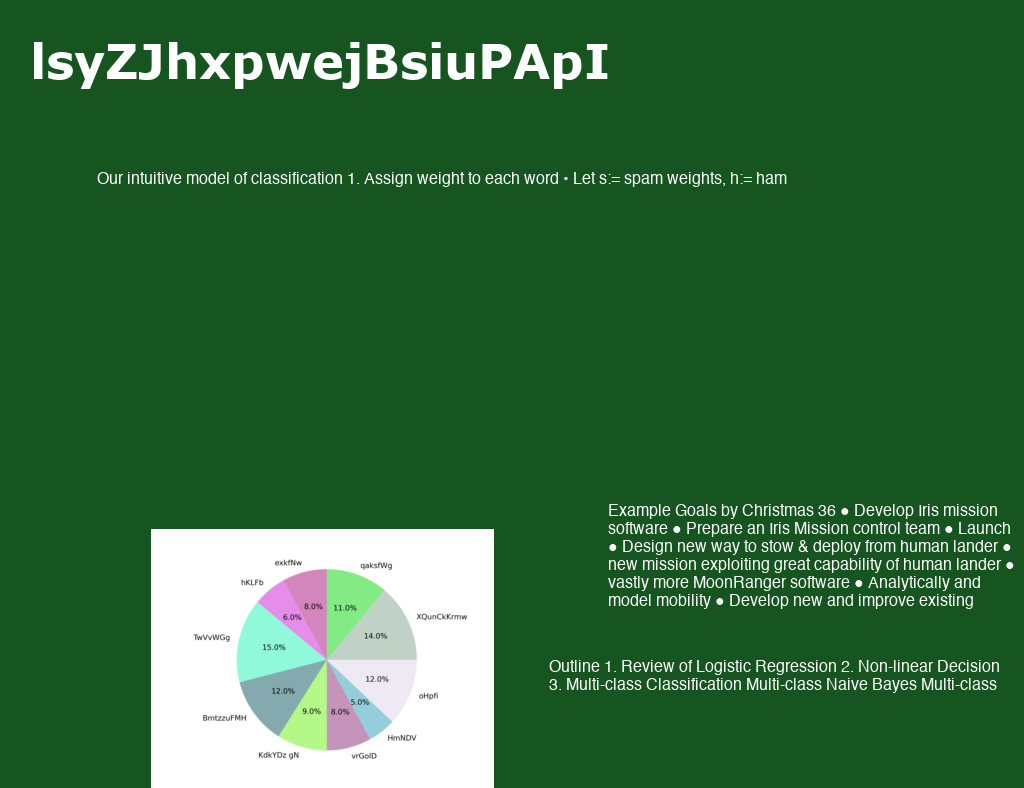 lsyZJhxpwejBsiuPApI
Our intuitive model of classification 1. Assign weight to each word • Let s:= spam weights, h:= ham
Example Goals by Christmas 36 ● Develop Iris mission
software ● Prepare an Iris Mission control team ● Launch
● Design new way to stow & deploy from human lander ●
new mission exploiting great capability of human lander ●
vastly more MoonRanger software ● Analytically and
model mobility ● Develop new and improve existing
exkfNw
qaksfWg
hKLFb
8.0%
11.0%
6.0%
XQunCkKrmw
14.0%
TwVvWGg
15.0%
12.0%
12.0%
oHpfi
5.0%
9.0%
8.0%
BmtzzuFMH
HmNDV
KdkYDz gN
vrGoID
Outline 1. Review of Logistic Regression 2. Non-linear Decision
3. Multi-class Classification Multi-class Naive Bayes Multi-class